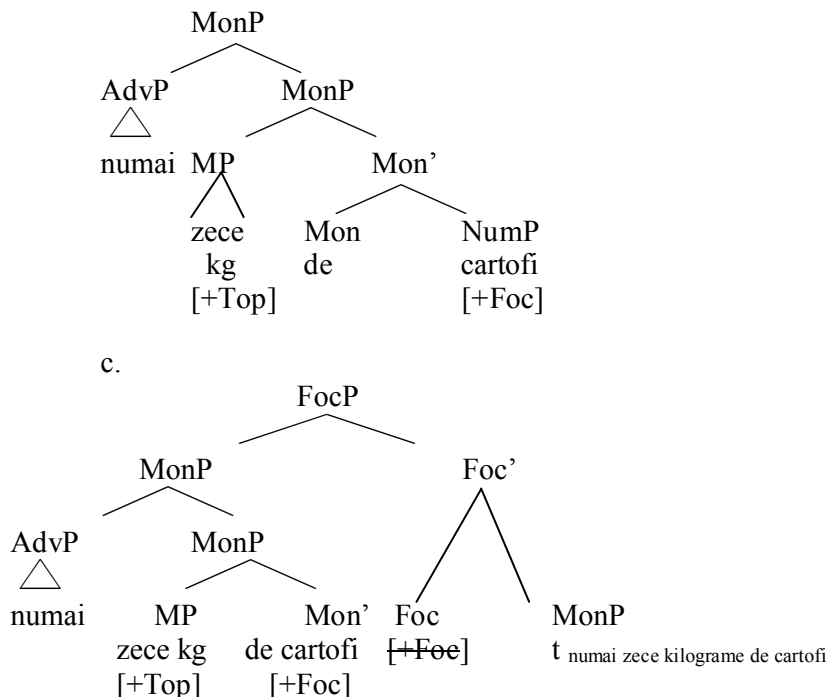 MonP
AdvP MonP
numai MP Mon’
zece Mon NumP
kg de cartofi
[+Top] [+Foc]
c.
FocP
MonP Foc’
AdvP MonP
numai MP Mon’ Foc MonP
zece kg de cartofi [+Foc] t numai zece kilograme de cartofi
[+Top] [+Foc]